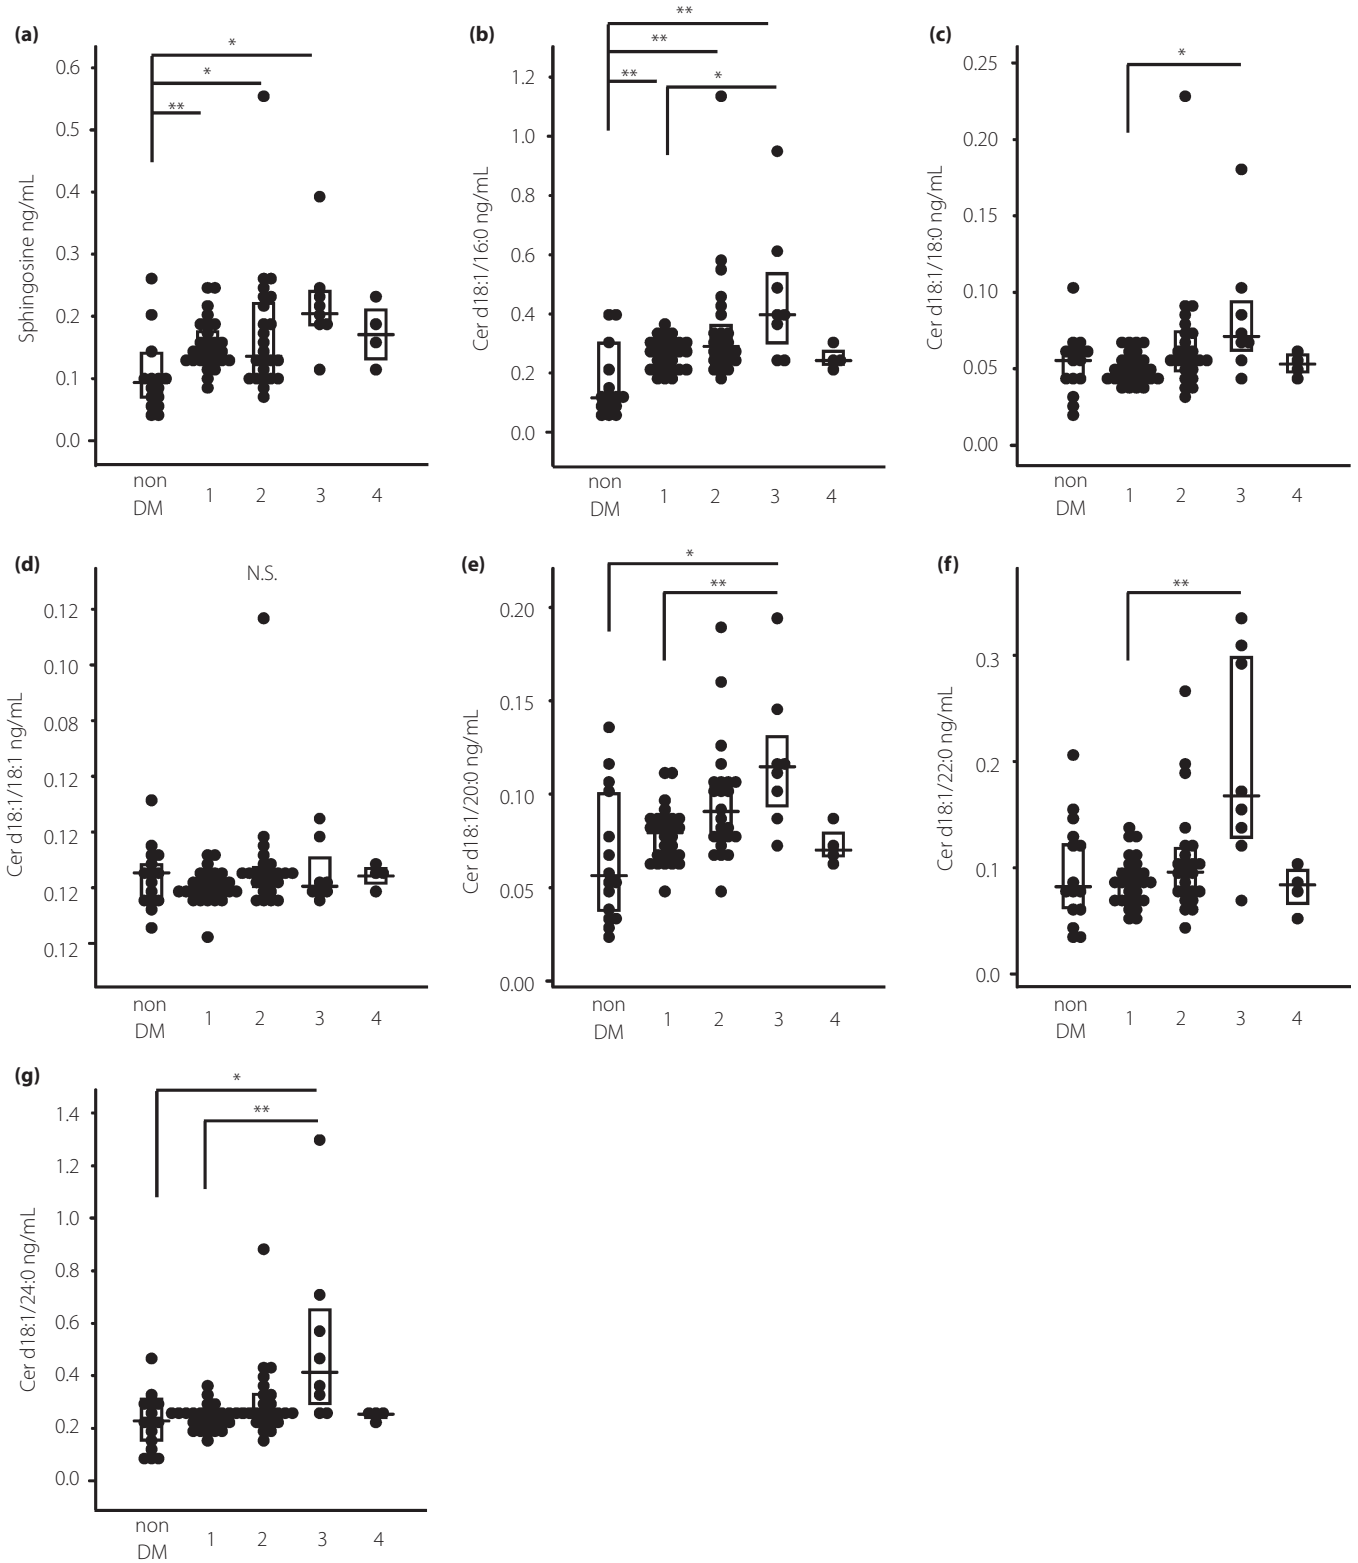 (a)
*
*
**
0.6
0.5
0.4
0.3
0.2
0.1
0.0
Sphingosine ng/mL
non
DM
1
2
3
4
(b)
**
**
**
*
1.2
1.0
0.8
0.6
0.4
0.2
0.0
Cer d18:1/16:0 ng/mL
non
DM
1
2
3
4
(c)
*
0.25
0.20
0.15
0.10
0.05
0.00
Cer d18:1/18:0 ng/mL
non
DM
1
2
3
4
(d)
N.S.
0.12
0.10
0.08
0.12
0.12
0.12
0.12
Cer d18:1/18:1 ng/mL
non
DM
1
2
3
4
(e)
*
**
0.20
0.15
0.10
0.05
0.00
Cer d18:1/20:0 ng/mL
non
DM
1
2
3
4
(f)
**
0.3
0.2
0.1
0.0
Cer d18:1/22:0 ng/mL
non
DM
1
2
3
4
(g)
*
**
1.4
1.2
1.0
0.8
0.6
0.4
0.2
0.0
Cer d18:1/24:0 ng/mL
non
DM
1
2
3
4